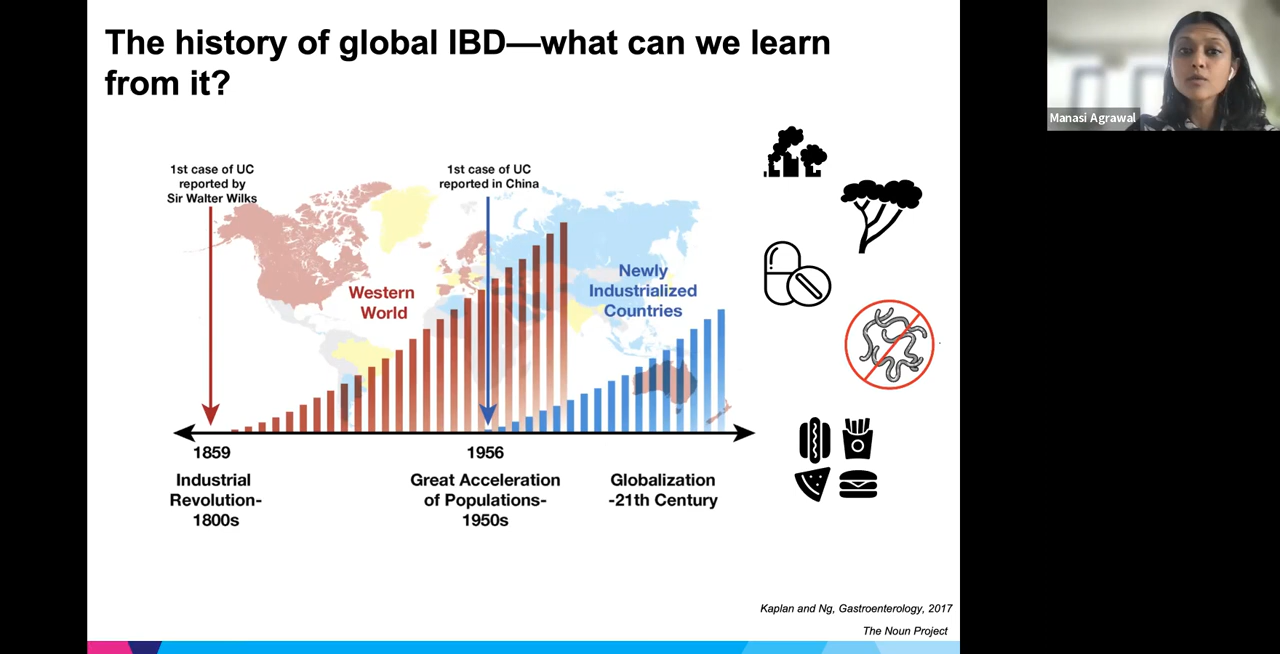 The history of global IBD—what can we learn
from it?
Manasi Agrawal
1st case of UC
reported by
Sir Walter Wilks
1st case of UC
reported in China
Western
World
Newly
Industrialized
Countries
1859
1956
Industrial
Revolution-
1800s
Great Acceleration
of Populations-
1950s
Globalization
-21th Century
Kaplan and Ng, Gastroenterology, 2017
The Noun Project